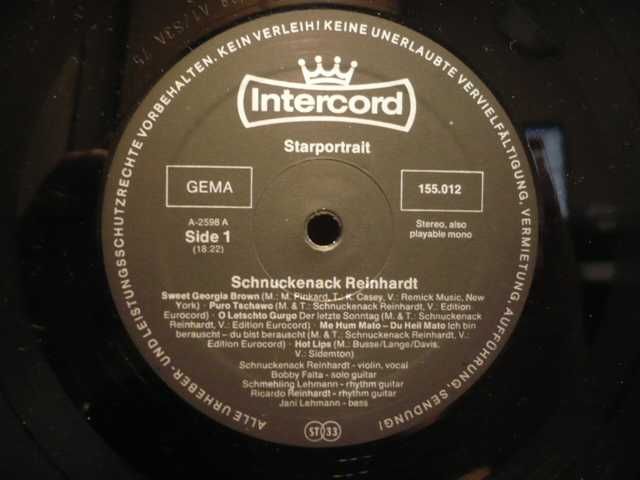 ALLE URHEBER- UND LEISTUNGSSCHUTZRECHTE VORBEHALTEN. KEIN VERLEIH! KEINE UNERLAUBTE VERVIELFÄLTIGUNG, VERMIETUNG, AUFFÜHRUNG, SENDUNG!
Intercord
Starportrait
GEMA
155.012
A-2598 A
Side 1
(18:22)
Stereo, also
playable mono
Schnuckenack Reinhardt
Sweet Georgia Brown (M.: M. Pinkard, T.: K. Casey, V.: Remick Music, New
York) · Puro Tschawo (M. & T.: Schnuckenack Reinhardt, V.: Edition
Eurocord) · O Letschto Gurgo Der letzte Sonntag (M. & T.: Schnuckenack
Reinhardt, V.: Edition Eurocord) · Me Hum Mato – Du Heil Mato Ich bin
berauscht – du bist berauscht (M. & T.: Schnuckenack Reinhardt, V.:
Edition Eurocord) · Hot Lips (M.: Busse/Lange/Davis,
V.: Sidemton)
Schnuckenack Reinhardt - violin, vocal
Bobby Falta - solo guitar
Schmehling Lehmann - rhythm guitar
Ricardo Reinhardt - rhythm guitar
Jani Lehmann - bass
ST 33